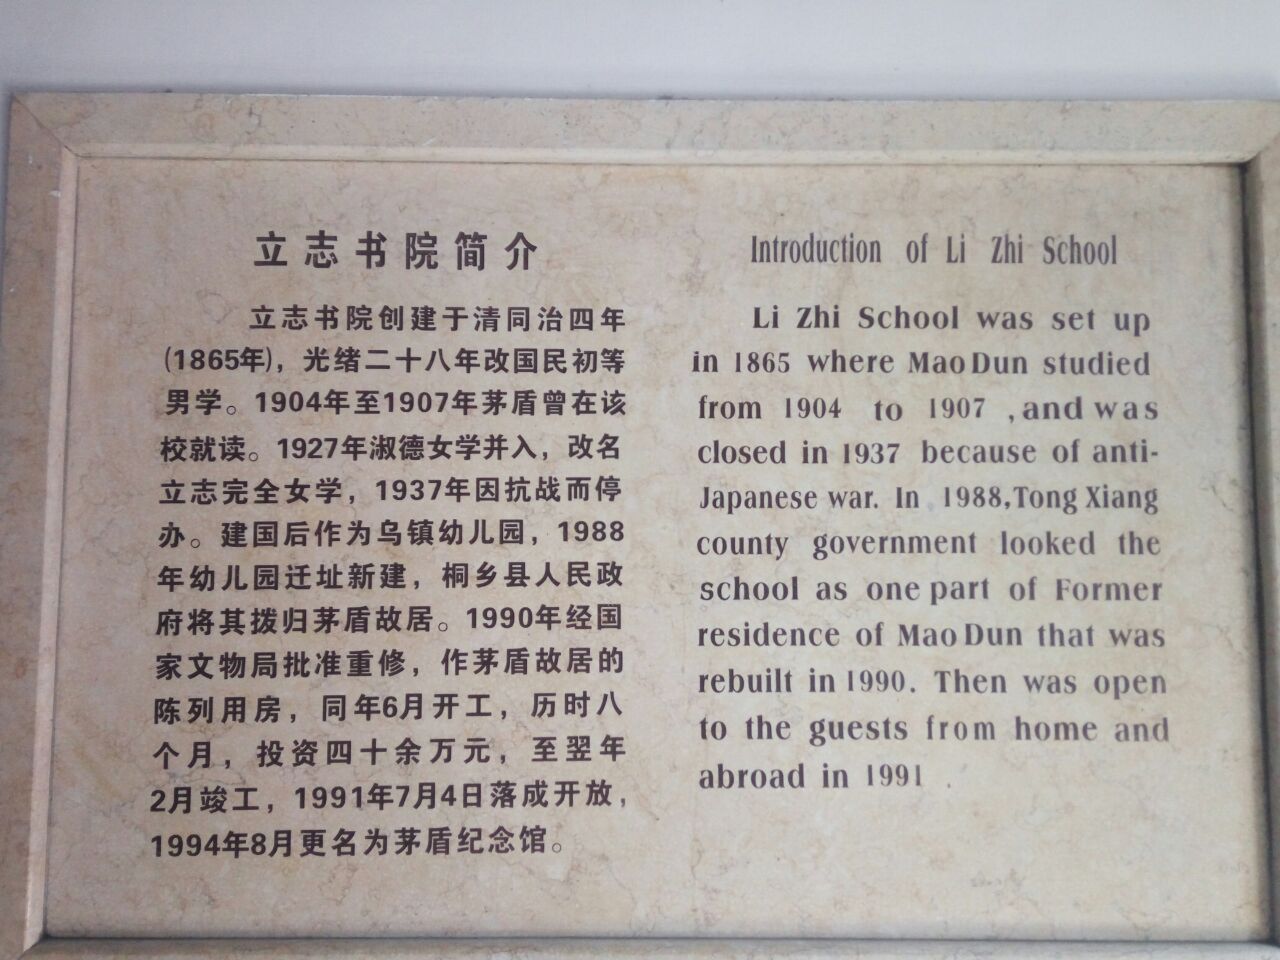 立志书院简介
立志书院创建于清同治四年
(1865年)，光绪二十八年改国民初等
男学。1904年至1907年茅盾曾在该
校就读。1927年淑德女学并入，改名
立志完全女学，1937年因抗战而停
办。建国后作为乌镇幼儿园，1988
年幼儿园迁址新建，桐乡县人民政
府将其拨归茅盾故居。1990年经国
家文物局批准重修，作茅盾故居的
陈列用房，同年6月开工，历时八
个月，投资四十余万元，至翌年
2月竣工，1991年7月4日落成开放，
1994年8月更名为茅盾纪念馆。
Introduction of Li Zhi School
Li Zhi School was set up
in 1865 where Mao Dun studied
from 1904 to 1907 ,and was
closed in 1937 because of anti-
Japanese war. In 1988,Tong Xiang
county government looked the
school as one part of Former
residence of Mao Dun that was
rebuilt in 1990. Then was open
to the guests from home and
abroad in 1991 .